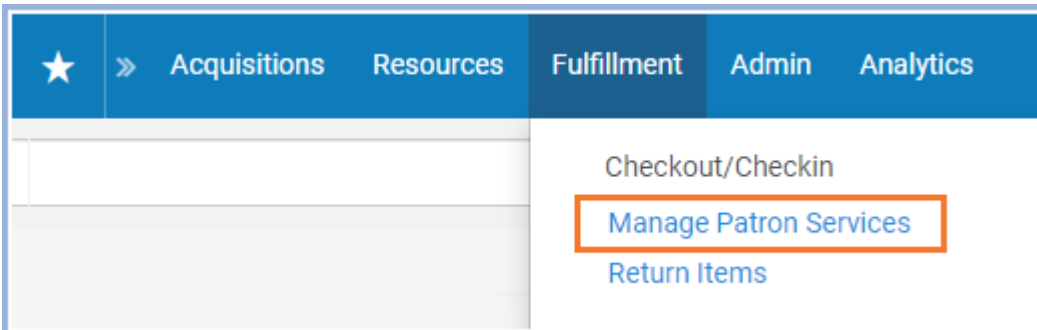 Acquisitions Resources Fulfillment Admin Analytics
Checkout/Checkin
Manage Patron Services
Return Items